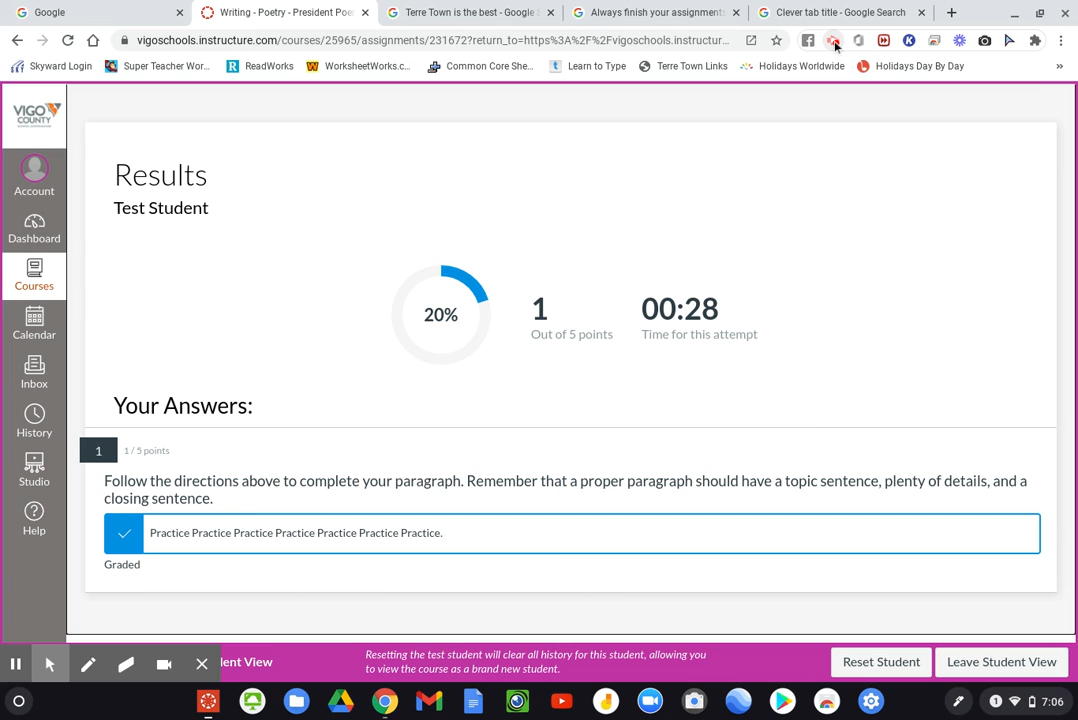 Google
Writing - Poetry - President Poe
Terre Town is the best - Google S
Always finish your assignments
Clever tab title - Google Search
vigoschools.instructure.com/courses/25965/assignments/231672?return_to=https%3A%2F%2Fvigoschools.instructur...
Skyward Login
Super Teacher Wor...
ReadWorks
WorksheetWorks.c...
Common Core She...
Learn to Type
Terre Town Links
Holidays Worldwide
Holidays Day By Day
»
VIGO
COUNTY
Account
Dashboard
Courses
Calendar
Inbox
History
Studio
Help
Results
Test Student
20%
1
Out of 5 points
00:28
Time for this attempt
Your Answers:
1
1 / 5 points
Follow the directions above to complete your paragraph. Remember that a proper paragraph should have a topic sentence, plenty of details, and a
closing sentence.
Practice Practice Practice Practice Practice Practice Practice.
Graded
lent View
Resetting the test student will clear all history for this student, allowing you
to view the course as a brand new student.
Reset Student
Leave Student View
1
7:06